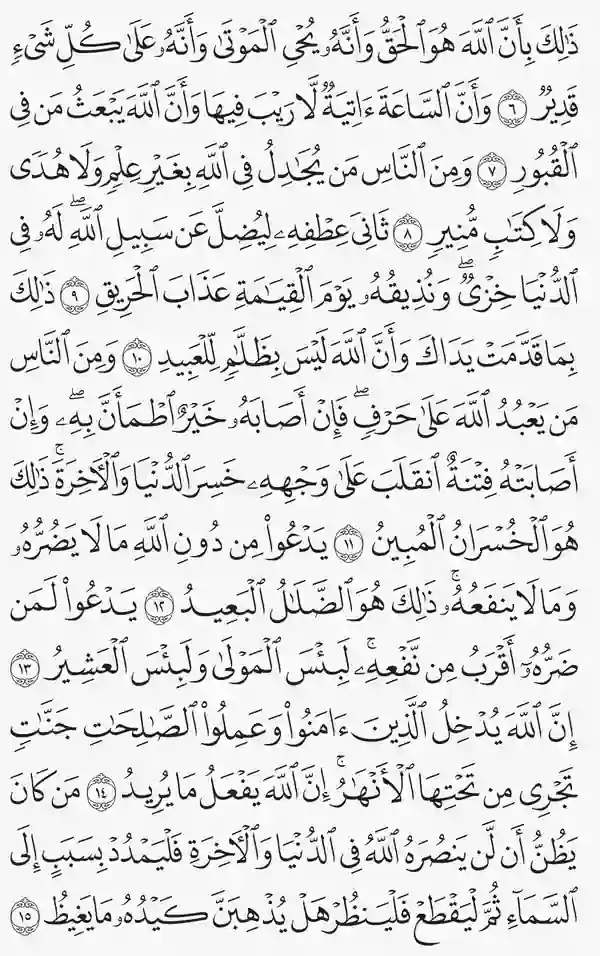 ذَٰلِكَ بِأَنَّ ٱللَّهَ هُوَ ٱلْحَقُّ وَأَنَّهُۥ يُحْىِ ٱلْمَوْتَىٰ وَأَنَّهُۥ عَلَىٰ كُلِّ شَىْءٍ
قَدِيرٌ ٦ وَأَنَّ ٱلسَّاعَةَ ءَاتِيَةٌ لَّا رَيْبَ فِيهَا وَأَنَّ ٱللَّهَ يَبْعَثُ مَن فِى
ٱلْقُبُورِ ٧ وَمِنَ ٱلنَّاسِ مَن يُجَٰدِلُ فِى ٱللَّهِ بِغَيْرِ عِلْمٍ وَلَا هُدًى
وَلَا كِتَٰبٍ مُّنِيرٍ ٨ ثَانِىَ عِطْفِهِۦ لِيُضِلَّ عَن سَبِيلِ ٱللَّهِ ۖ لَهُۥ فِى
ٱلدُّنْيَا خِزْىٌ ۖ وَنُذِيقُهُۥ يَوْمَ ٱلْقِيَٰمَةِ عَذَابَ ٱلْحَرِيقِ ٩ ذَٰلِكَ
بِمَا قَدَّمَتْ يَدَاكَ وَأَنَّ ٱللَّهَ لَيْسَ بِظَلَّٰمٍ لِّلْعَبِيدِ ١٠ وَمِنَ ٱلنَّاسِ
مَن يَعْبُدُ ٱللَّهَ عَلَىٰ حَرْفٍ ۖ فَإِنْ أَصَابَهُۥ خَيْرٌ ٱطْمَأَنَّ بِهِۦ ۖ وَإِنْ
أَصَابَتْهُ فِتْنَةٌ ٱنقَلَبَ عَلَىٰ وَجْهِهِۦ خَسِرَ ٱلدُّنْيَا وَٱلْءَاخِرَةَ ۚ ذَٰلِكَ
هُوَ ٱلْخُسْرَانُ ٱلْمُبِينُ ١١ يَدْعُوا۟ مِن دُونِ ٱللَّهِ مَا لَا يَضُرُّهُۥ
وَمَا لَا يَنفَعُهُۥ ۚ ذَٰلِكَ هُوَ ٱلضَّلَٰلُ ٱلْبَعِيدُ ١٢ يَدْعُوا۟ لَمَن
ضَرُّهُۥٓ أَقْرَبُ مِن نَّفْعِهِۦ ۚ لَبِئْسَ ٱلْمَوْلَىٰ وَلَبِئْسَ ٱلْعَشِيرُ ١٣
إِنَّ ٱللَّهَ يُدْخِلُ ٱلَّذِينَ ءَامَنُوا۟ وَعَمِلُوا۟ ٱلصَّٰلِحَٰتِ جَنَّٰتٍ
تَجْرِى مِن تَحْتِهَا ٱلْأَنْهَٰرُ ۚ إِنَّ ٱللَّهَ يَفْعَلُ مَا يُرِيدُ ١٤ مَن كَانَ
يَظُنُّ أَن لَّن يَنصُرَهُ ٱللَّهُ فِى ٱلدُّنْيَا وَٱلْءَاخِرَةِ فَلْيَمْدُدْ بِسَبَبٍ إِلَى
ٱلسَّمَآءِ ثُمَّ لْيَقْطَعْ فَلْيَنظُرْ هَلْ يُذْهِبَنَّ كَيْدُهُۥ مَا يَغِيظُ ١٥